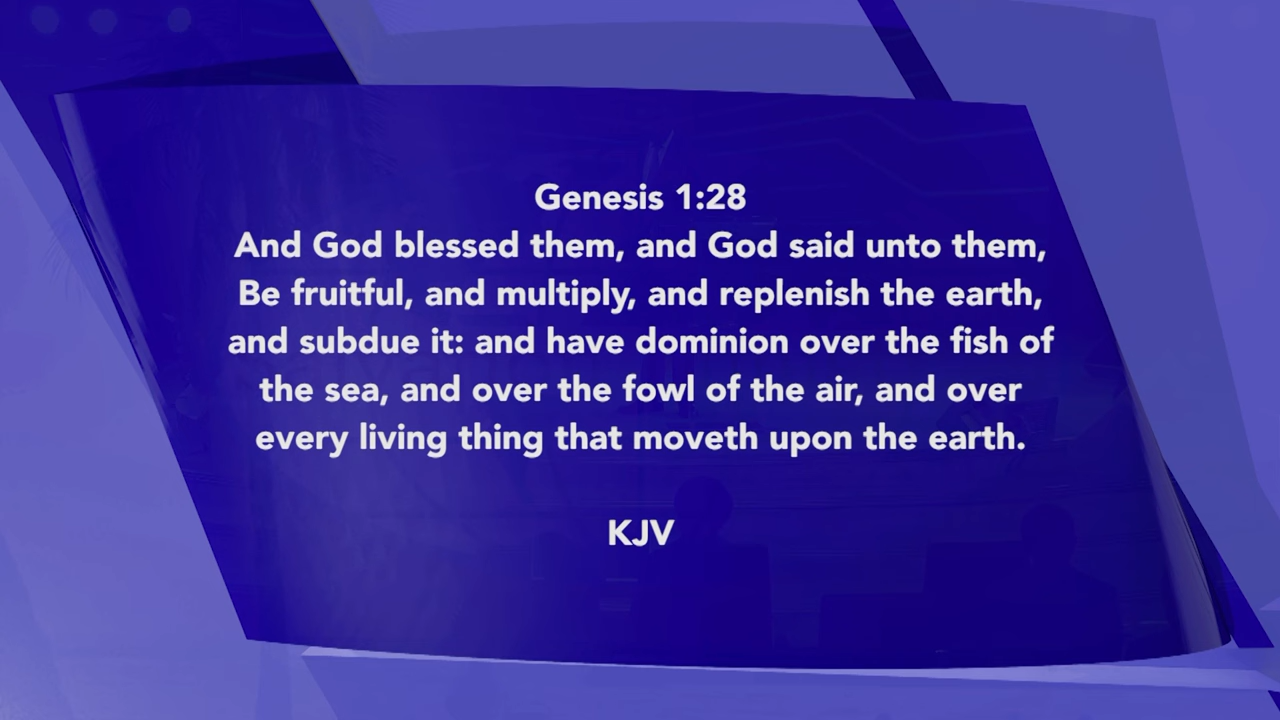 Genesis 1:28
And God blessed them, and God said unto them,
Be fruitful, and multiply, and replenish the earth,
and subdue it: and have dominion over the fish of
the sea, and over the fowl of the air, and over
every living thing that moveth upon the earth.
KJV